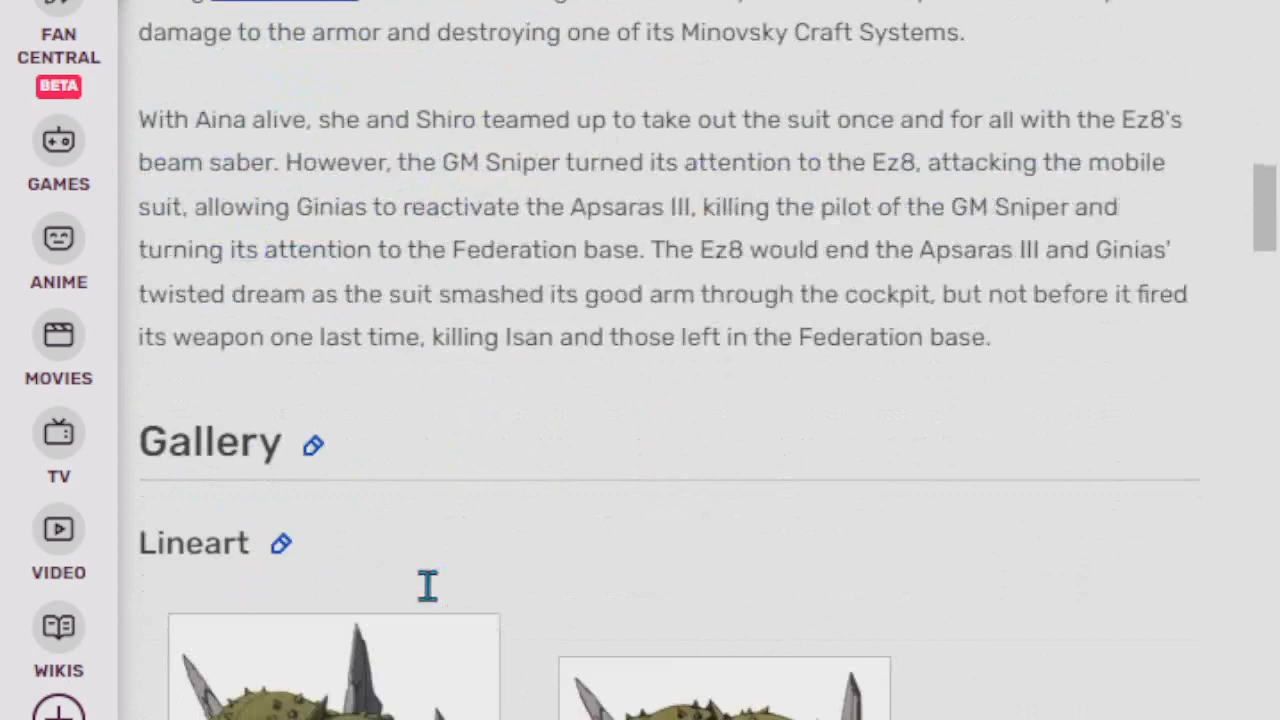 FAN
CENTRAL
BETA
GAMES
ANIME
MOVIES
TV
VIDEO
WIKIS
damage to the armor and destroying one of its Minovsky Craft Systems.
With Aina alive, she and Shiro teamed up to take out the suit once and for all with the Ez8's
beam saber. However, the GM Sniper turned its attention to the Ez8, attacking the mobile
suit, allowing Ginias to reactivate the Apsaras III, killing the pilot of the GM Sniper and
turning its attention to the Federation base. The Ez8 would end the Apsaras III and Ginias'
twisted dream as the suit smashed its good arm through the cockpit, but not before it fired
its weapon one last time, killing Isan and those left in the Federation base.
Gallery
Lineart